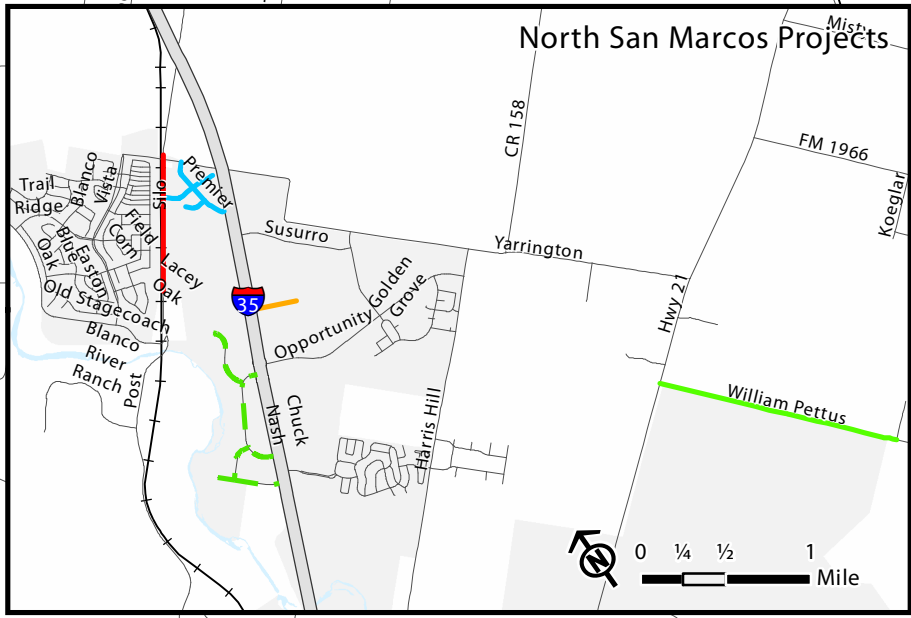 Misty
North San Marcos Projects
CR 158
FM 1966
Koeglar
Blanco
Vista
Trail
Ridge
Silo
Premier
Field
Corn
Oak
Blue
Easton
Lacey
Oak
Old Stagecoach
Blanco
River
Ranch
Post
Susurro
Yarrington
Golden
Grove
Opportunity
35
Hwy 21
William Pettus
Chuck
Nash
Harris Hill
N
0 ¼ ½ 1
Mile